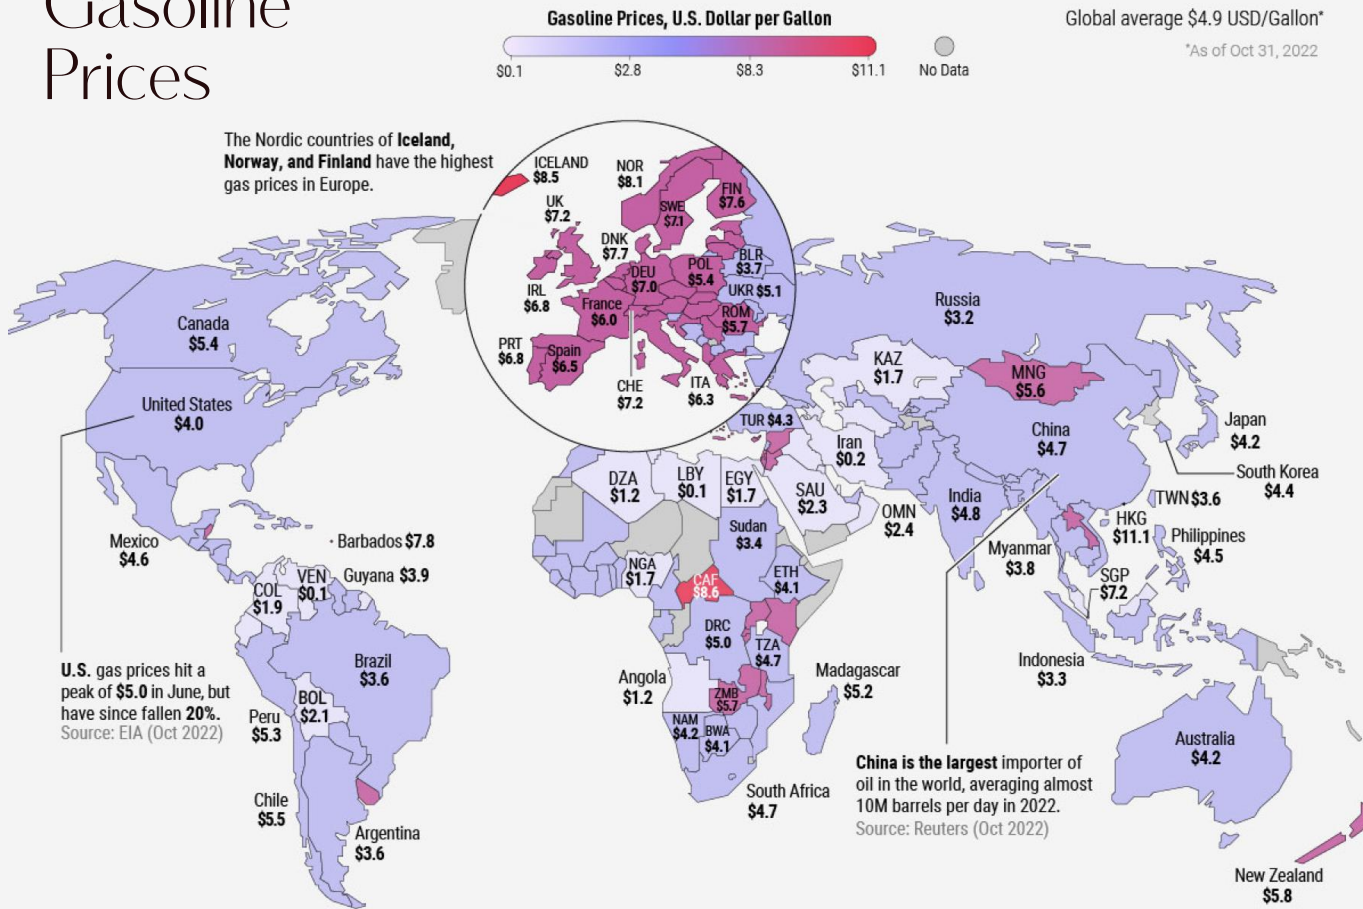 Gasoline
Prices
Gasoline Prices, U.S. Dollar per Gallon
$0.1
$2.8
$8.3
$11.1
No Data
Global average $4.9 USD/Gallon*
*As of Oct 31, 2022
The Nordic countries of Iceland,
Norway, and Finland have the highest
gas prices in Europe.
ICELAND
$8.5
NOR
$8.1
FIN
$7.6
SWE
$7.1
UK
$7.2
DNK
$7.7
BLR
$3.7
POL
$5.4
DEU
$7.0
UKR $5.1
IRL
$6.8
France
$6.0
ROM
$5.7
PRT
$6.8
Spain
$6.5
CHE
$7.2
ITA
$6.3
Canada
$5.4
United States
$4.0
Mexico
$4.6
Barbados $7.8
Guyana $3.9
VEN
$0.1
COL
$1.9
Brazil
$3.6
BOL
$2.1
Peru
$5.3
Chile
$5.5
Argentina
$3.6
U.S. gas prices hit a
peak of $5.0 in June, but
have since fallen 20%.
Source: EIA (Oct 2022)
Russia
$3.2
KAZ
$1.7
MNG
$5.6
China
$4.7
Japan
$4.2
South Korea
$4.4
TUR $4.3
Iran
$0.2
DZA
$1.2
LBY
$0.1
EGY
$1.7
SAU
$2.3
OMN
$2.4
India
$4.8
TWN $3.6
HKG
$11.1
Philippines
$4.5
Myanmar
$3.8
SGP
$7.2
Indonesia
$3.3
Sudan
$3.4
NGA
$1.7
CAF
$8.6
ETH
$4.1
DRC
$5.0
TZA
$4.7
Angola
$1.2
ZMB
$5.7
Madagascar
$5.2
NAM
$4.2
BWA
$4.1
South Africa
$4.7
Australia
$4.2
New Zealand
$5.8
China is the largest importer of
oil in the world, averaging almost
10M barrels per day in 2022.
Source: Reuters (Oct 2022)